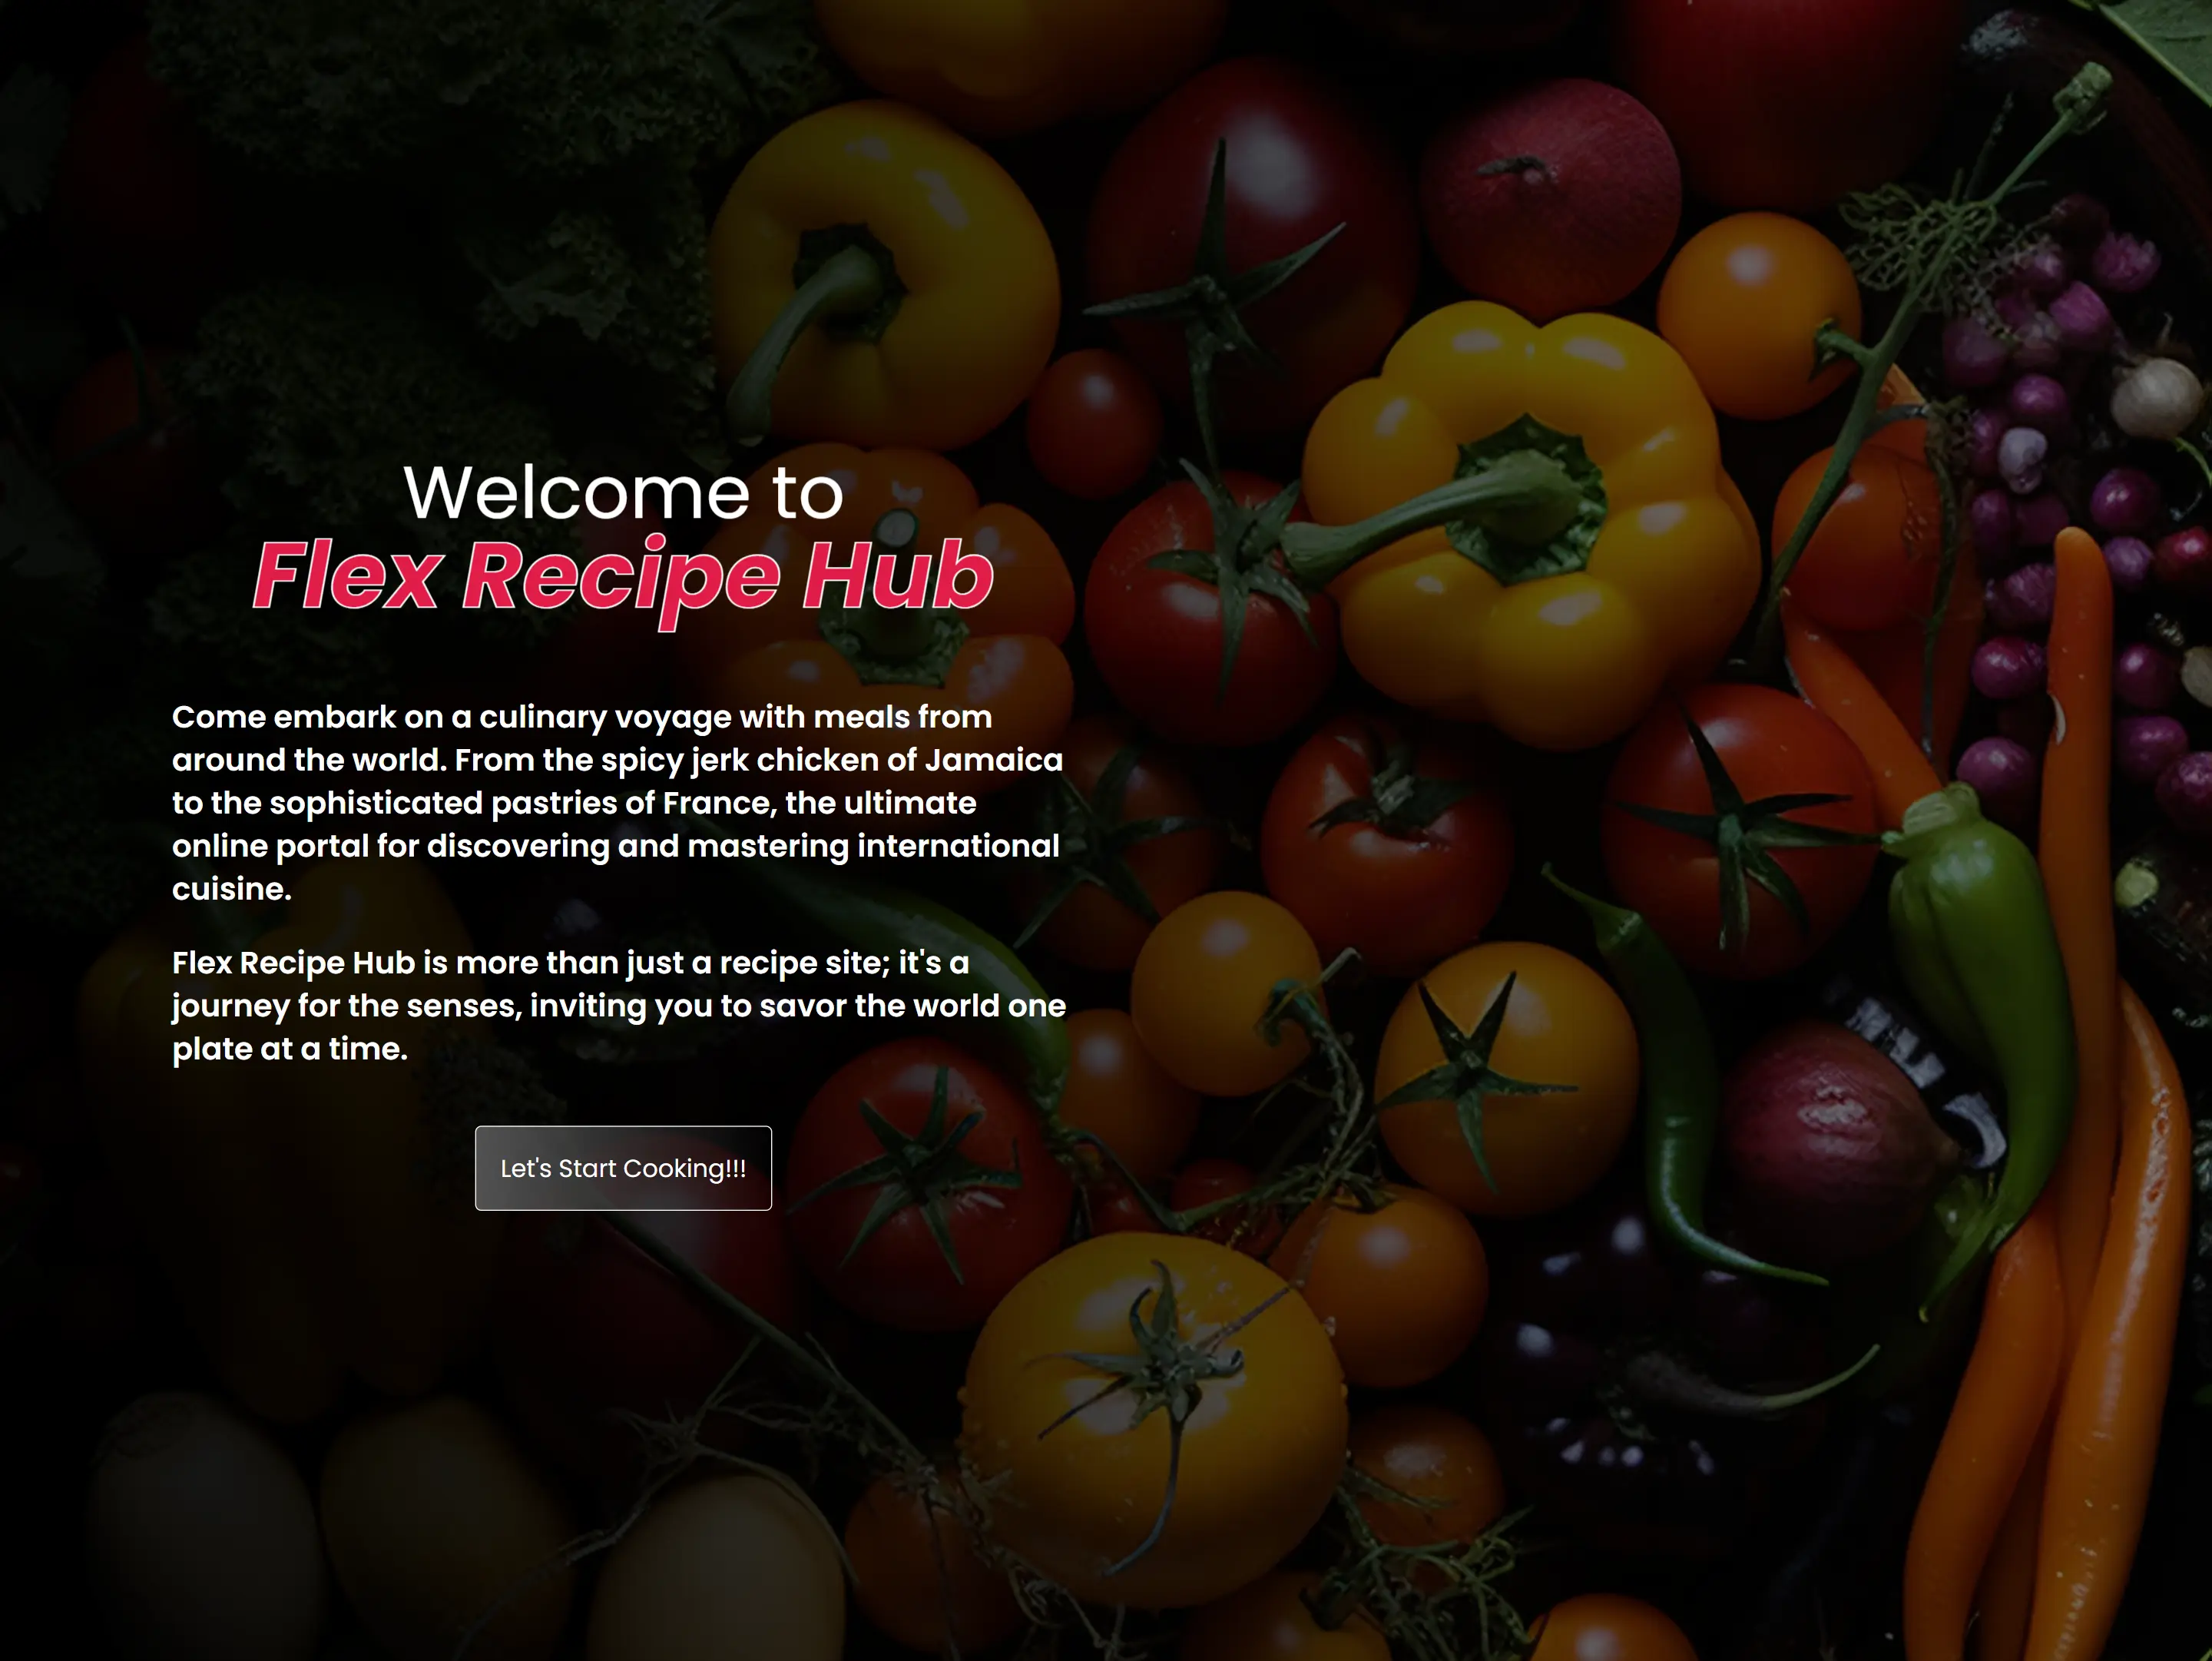 Welcome to
Flex Recipe Hub
Come embark on a culinary voyage with meals from
around the world. From the spicy jerk chicken of Jamaica
to the sophisticated pastries of France, the ultimate
online portal for discovering and mastering international
cuisine.
Flex Recipe Hub is more than just a recipe site; it's a
journey for the senses, inviting you to savor the world one
plate at a time.
Let's Start Cooking!!!